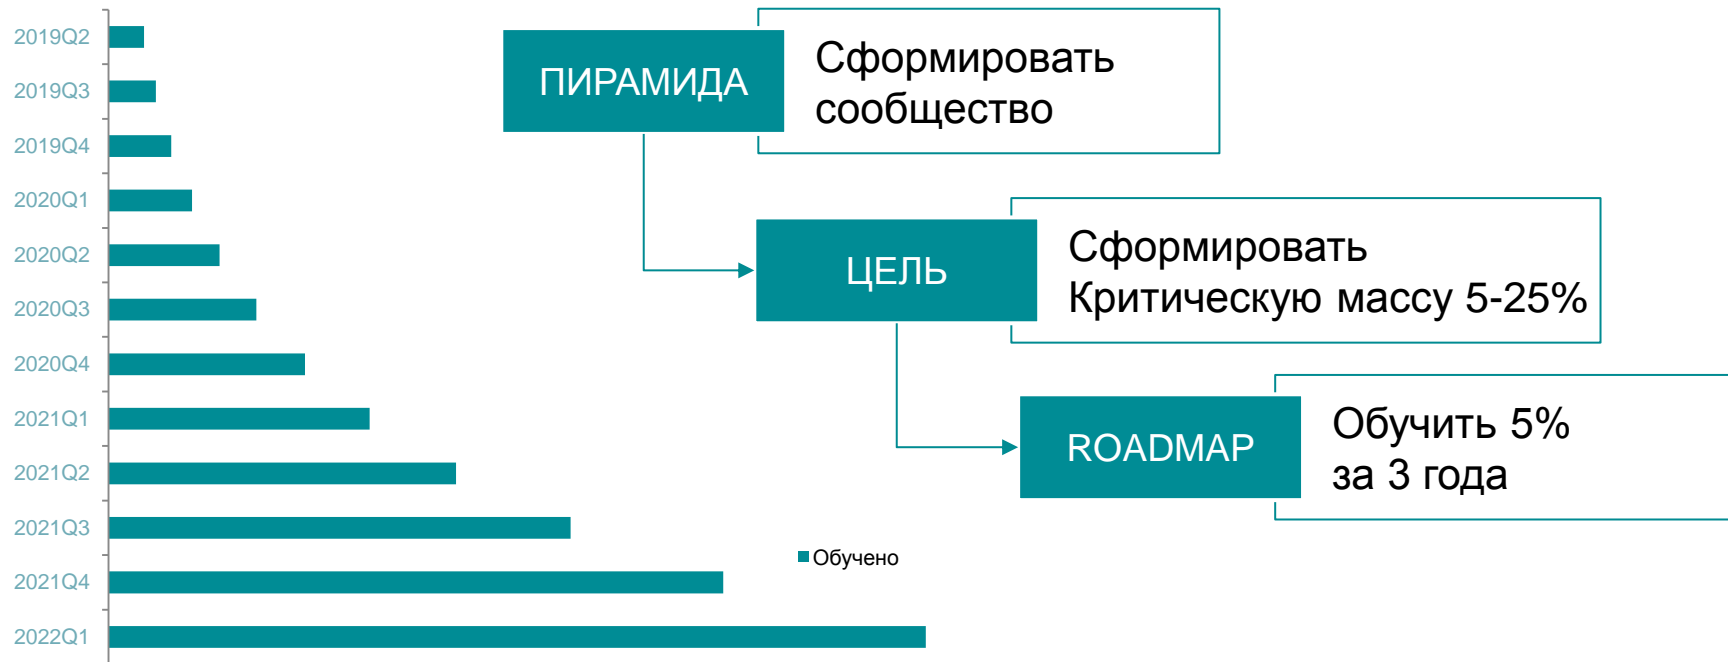 2019Q2
2019Q3
2019Q4
2020Q1
2020Q2
2020Q3
2020Q4
2021Q1
2021Q2
2021Q3
2021Q4
2022Q1
Обучено
ПИРАМИДА
Сформировать
сообщество
ЦЕЛЬ
Сформировать
Критическую массу 5-25%
ROADMAP
Обучить 5%
за 3 года